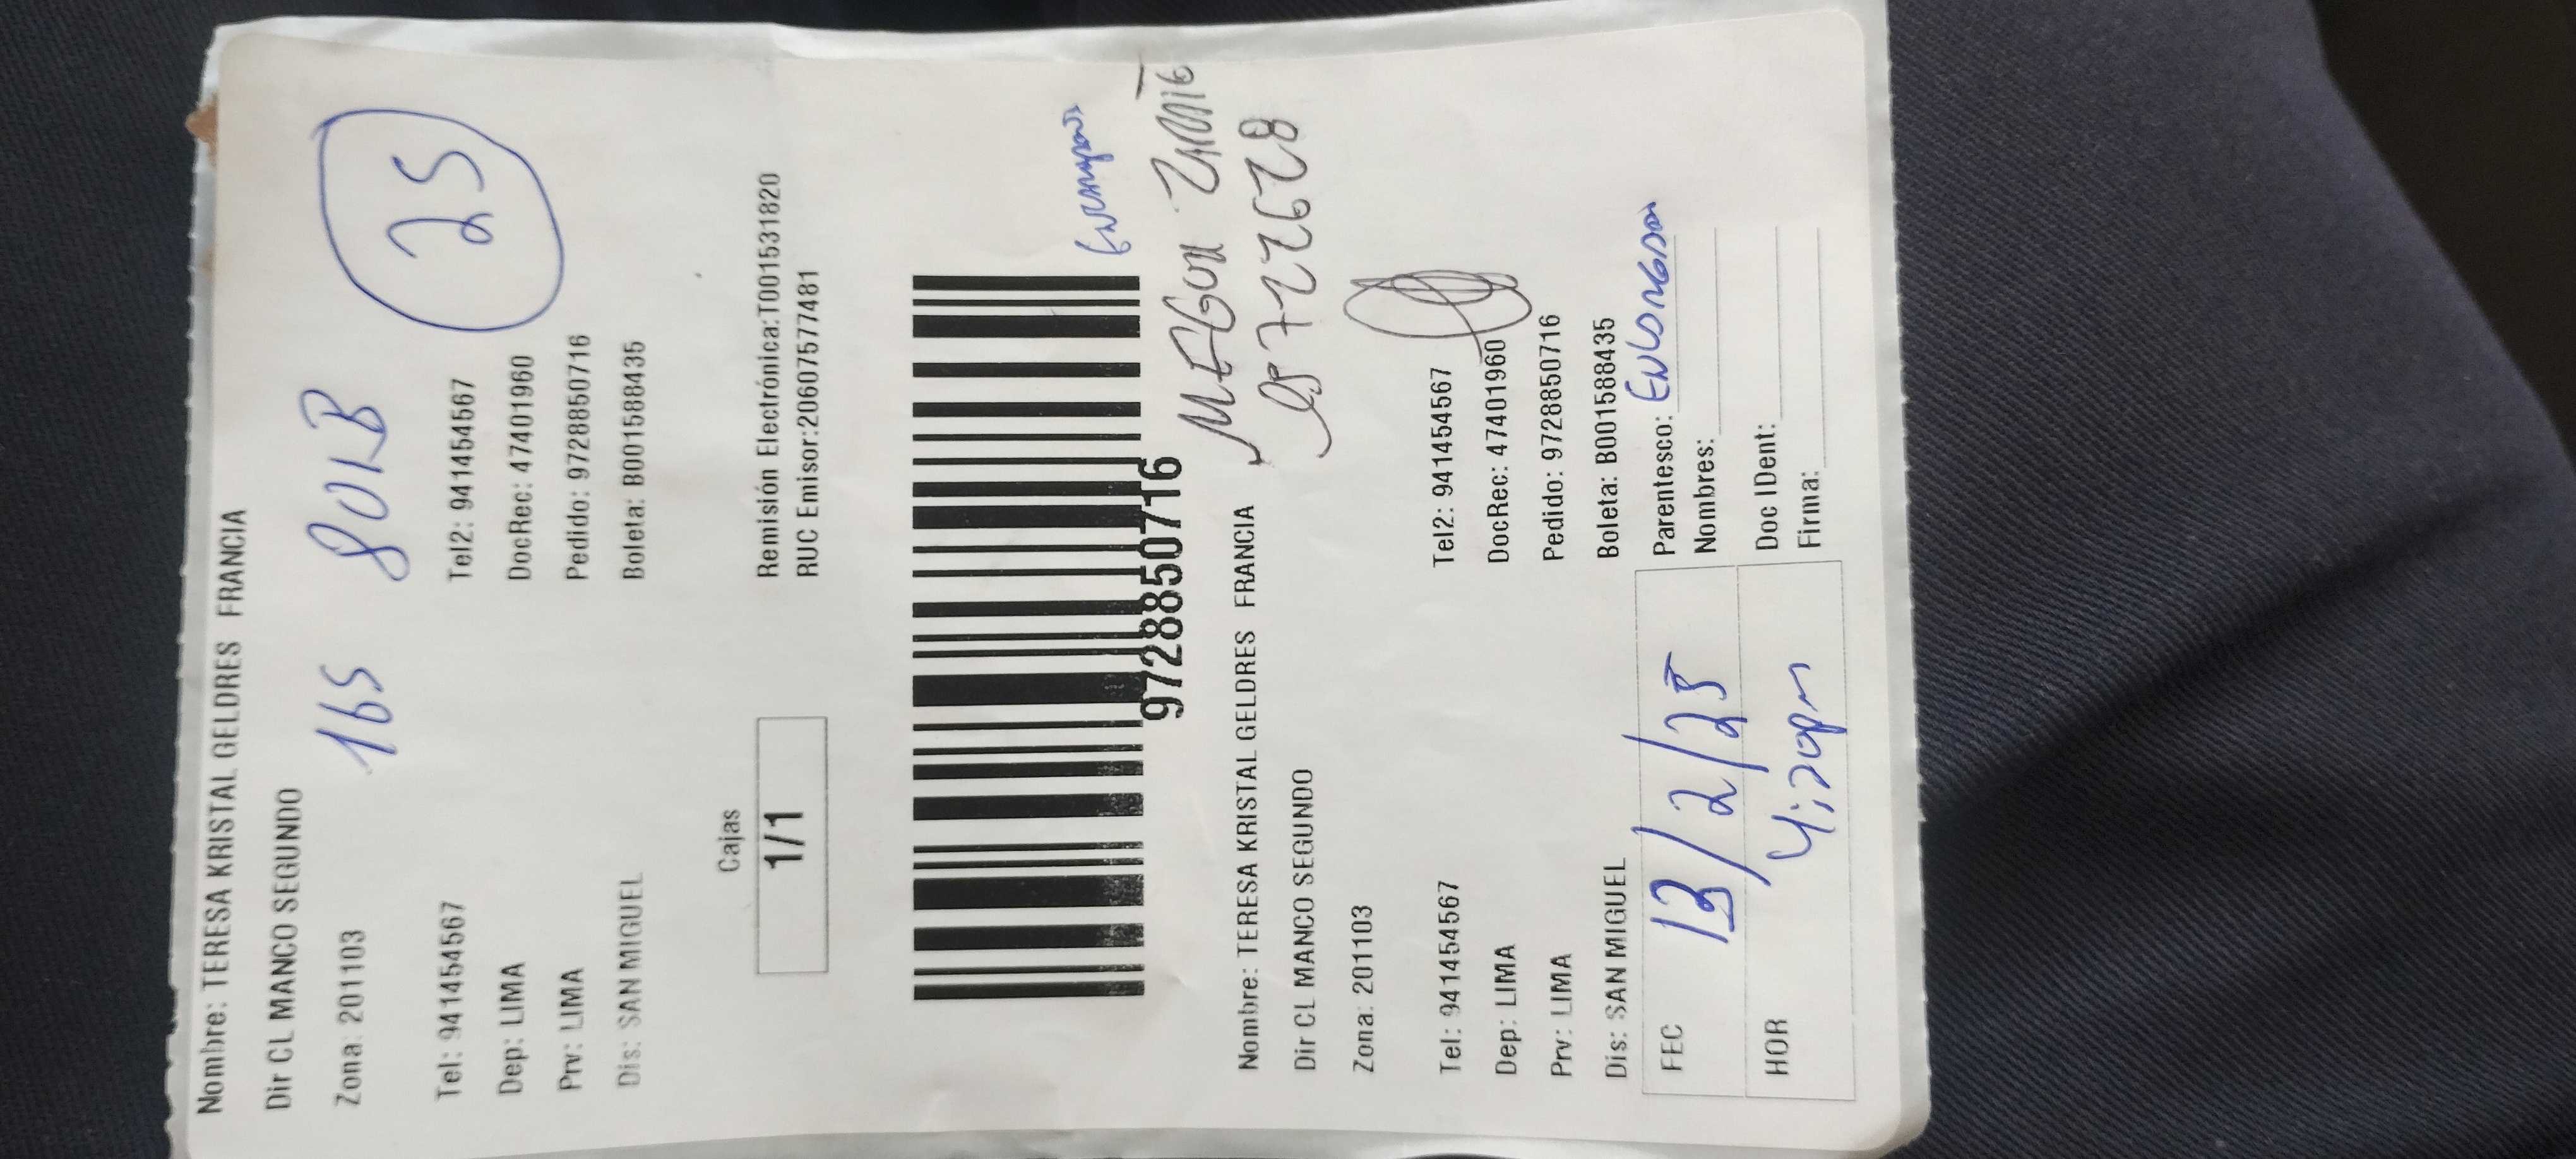 Nombre: TERESA KRISTAL GELDRES FRANCIA
Dir CL MANCO SEGUNDO
165 801B
25
Zona: 201103
Tel: 941454567 Tel2: 941454567
Dep: LIMA DocRec: 47401960
Prv: LIMA Pedido: 9728850716
Dis: SAN MIGUEL Boleta: B001588435
Cajas
1/1
Remisión Electrónica:T001531820
RUC Emisor:20607577481
9728850716
Nombre: TERESA KRISTAL GELDRES FRANCIA
Dir CL MANCO SEGUNDO
Zona: 201103
Tel: 941454567 Tel2: 941454567
Dep: LIMA DocRec: 47401960
Prv: LIMA Pedido: 9728850716
Dis: SAN MIGUEL Boleta: B001588435
FEC 13/2/25
HOR 4:20pm
Parentesco:
Nombres:
Doc IDent:
Firma: